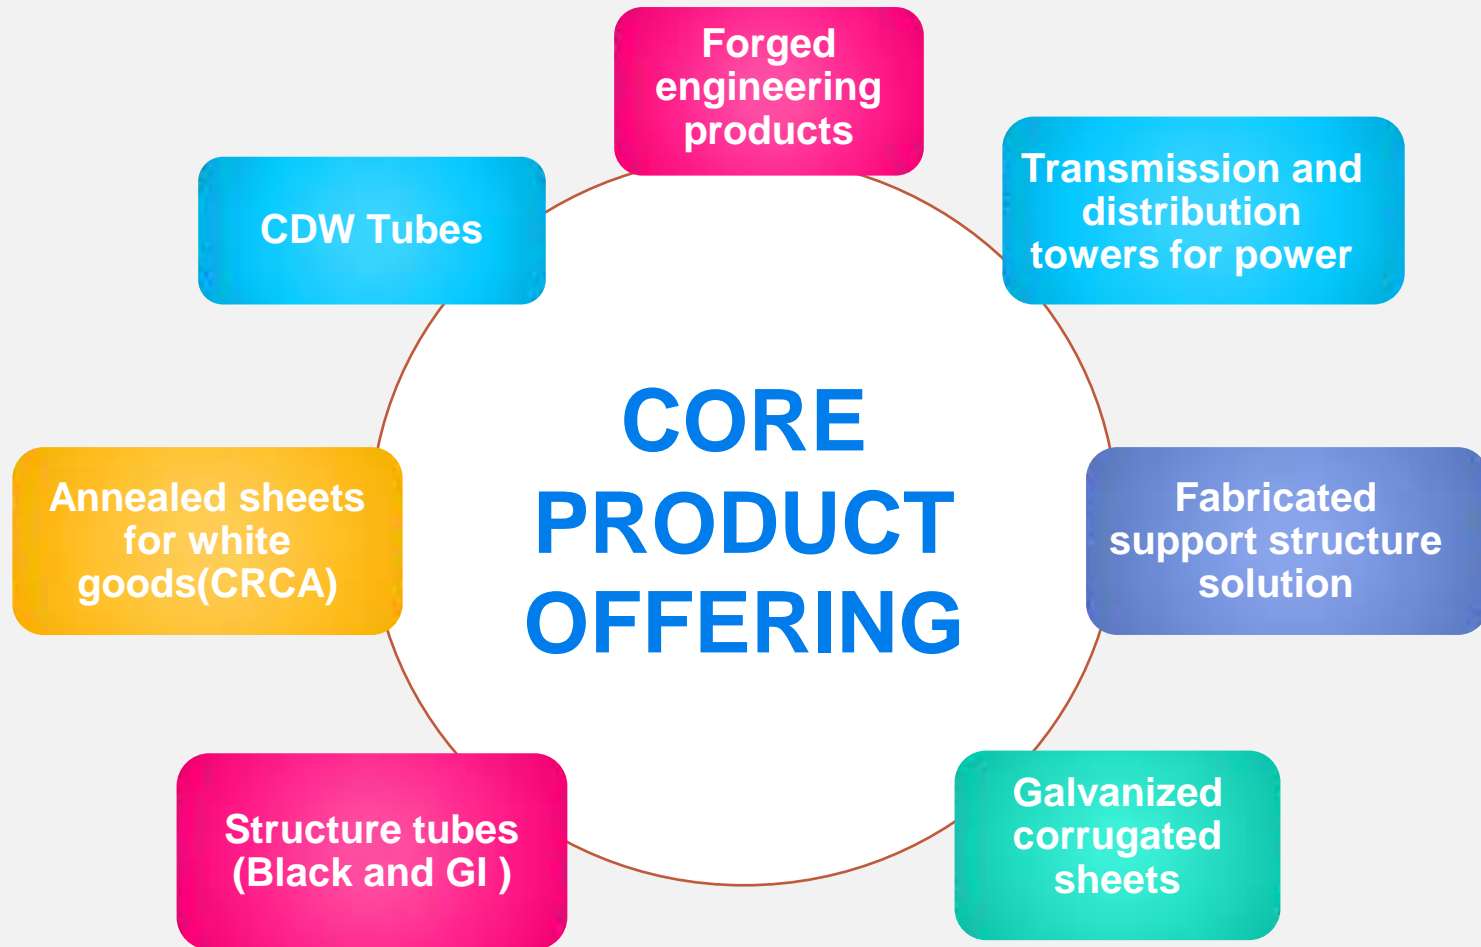 Forged
engineering
products
Transmission and
distribution
towers for power
CDW Tubes
CORE
PRODUCT
OFFERING
Annealed sheets
for white
goods(CRCA)
Fabricated
support structure
solution
Structure tubes
(Black and GI )
Galvanized
corrugated
sheets